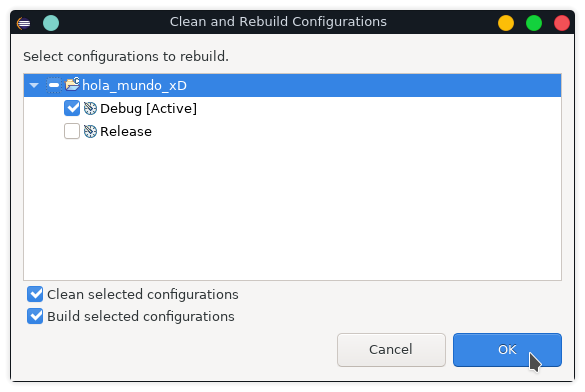 Clean and Rebuild Configurations
Select configurations to rebuild.
hola_mundo_xD
Debug [Active]
Release
Clean selected configurations
Build selected configurations
Cancel
OK